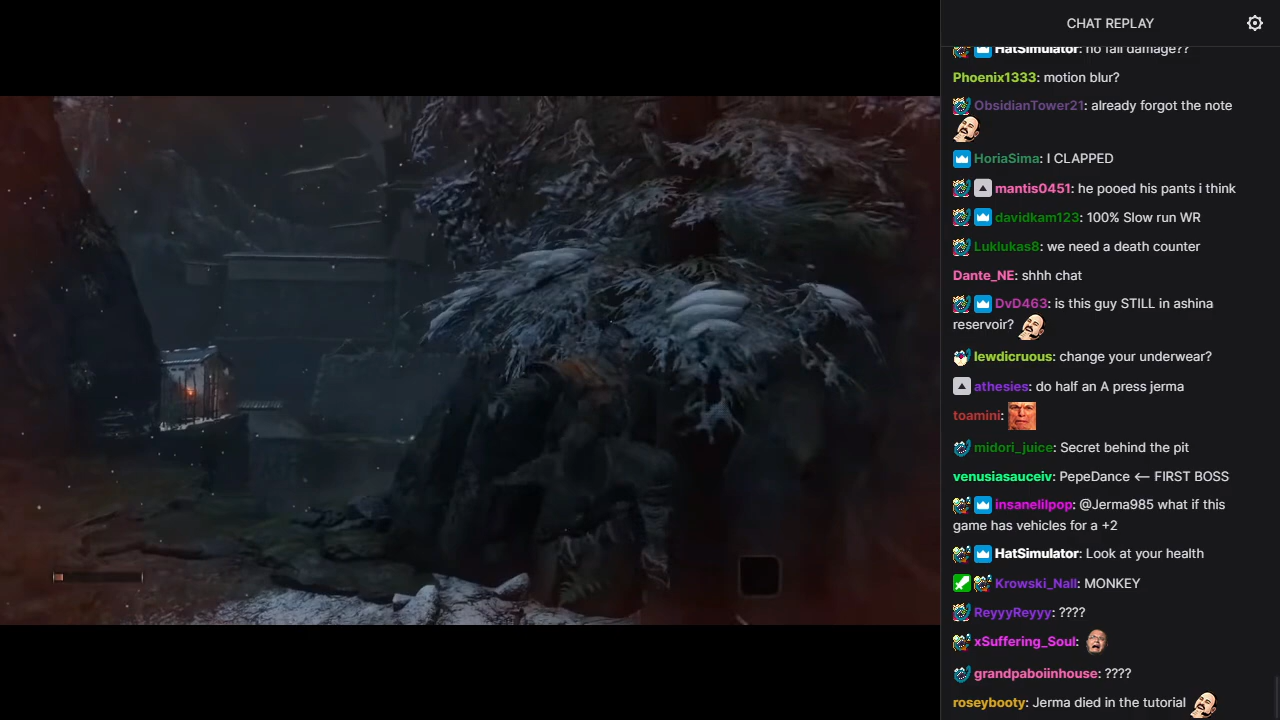 CHAT REPLAY
HatSimulator: no fall damage??
Phoenix1333: motion blur?
ObsidianTower21: already forgot the note
HoriaSima: I CLAPPED
mantis0451: he pooed his pants i think
davidkam123: 100% Slow run WR
Luklukas8: we need a death counter
Dante_NE: shhh chat
DvD463: is this guy STILL in ashina
reservoir?
lewdicruous: change your underwear?
athesies: do half an A press jerma
toamini:
midori_juice: Secret behind the pit
venusiasauceiv: PepeDance <-- FIRST BOSS
insanelilpop: @Jerma985 what if this
game has vehicles for a +2
HatSimulator: Look at your health
Krowski_Nall: MONKEY
ReyyyReyyy: ????
xSuffering_Soul:
grandpaboiinhouse: ????
roseybooty: Jerma died in the tutorial